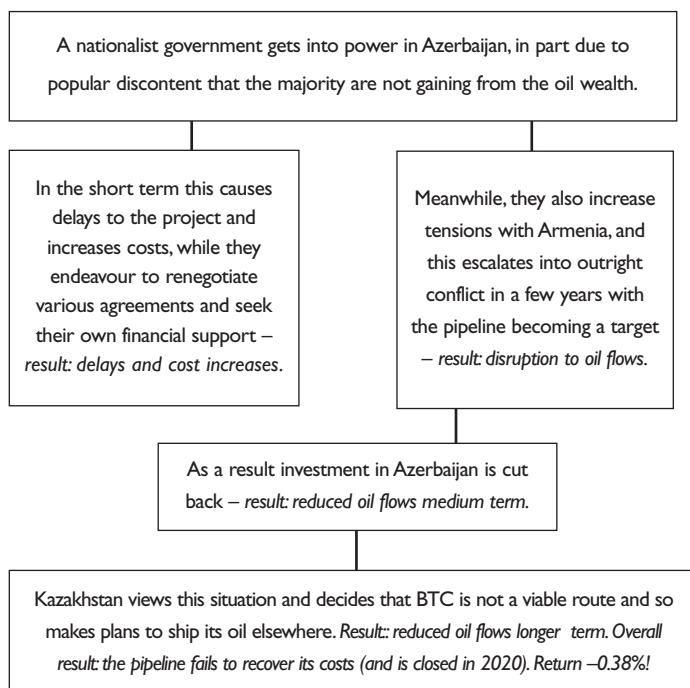 A nationalist government gets into power in Azerbaijan, in part due to
popular discontent that the majority are not gaining from the oil wealth.
In the short term this causes
delays to the project and
increases costs, while they
endeavour to renegotiate
various agreements and seek
their own financial support –
result: delays and cost increases.
Meanwhile, they also increase
tensions with Armenia, and
this escalates into outright
conflict in a few years with
the pipeline becoming a target
– result: disruption to oil flows.
As a result investment in Azerbaijan is cut
back – result: reduced oil flows medium term.
Kazakhstan views this situation and decides that BTC is not a viable route and so
makes plans to ship its oil elsewhere. Result:: reduced oil flows longer term. Overall
result: the pipeline fails to recover its costs (and is closed in 2020). Return –0.38%!